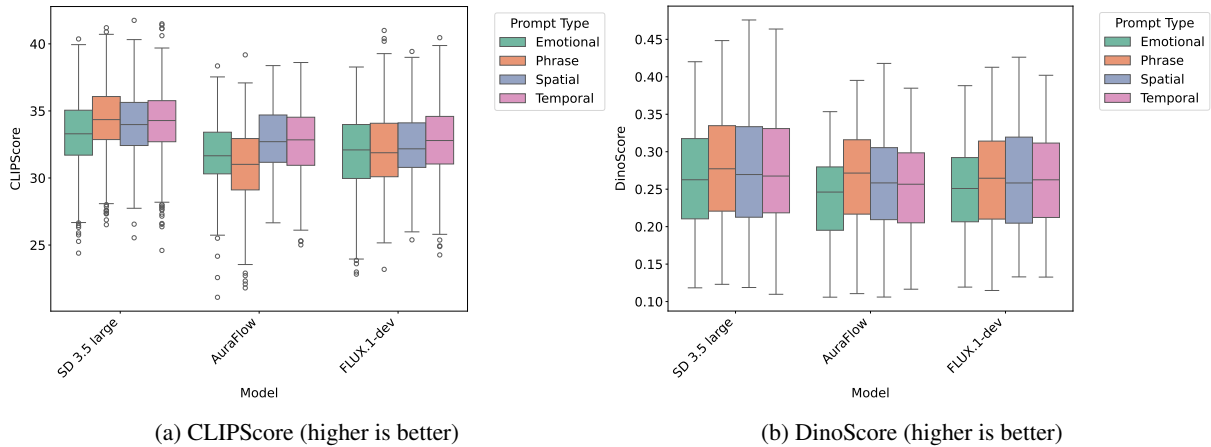 CLIPScore
40
35
30
25
SD 3.5 large
AuraFlow
FLUX.1-dev
Model
Prompt Type
Emotional
Phrase
Spatial
Temporal
(a) CLIPScore (higher is better)
DinoScore
0.45
0.40
0.35
0.30
0.25
0.20
0.15
0.10
SD 3.5 large
AuraFlow
FLUX.1-dev
Model
Prompt Type
Emotional
Phrase
Spatial
Temporal
(b) DinoScore (higher is better)